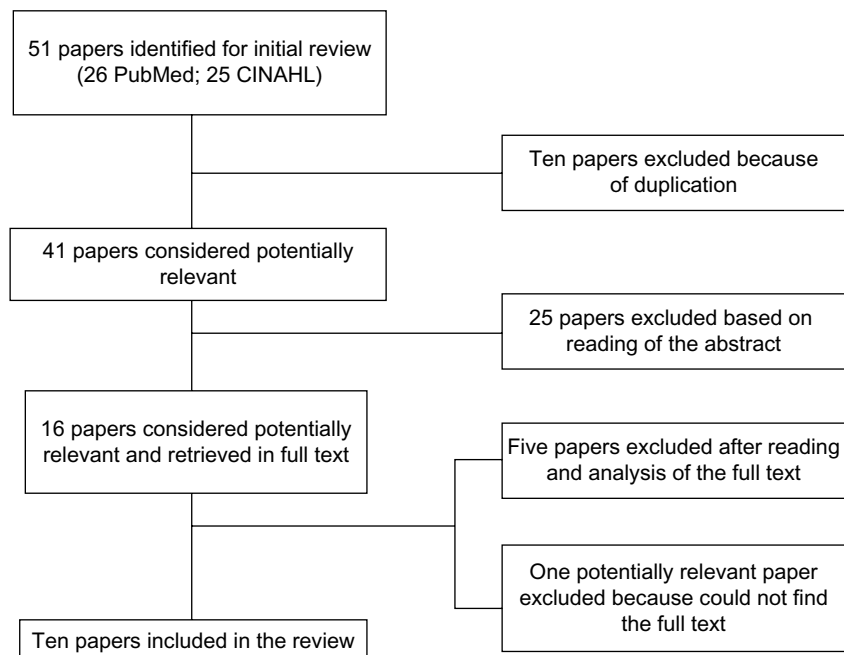 51 papers identified for initial review
(26 PubMed; 25 CINAHL)
Ten papers excluded because
of duplication
41 papers considered potentially
relevant
25 papers excluded based on
reading of the abstract
16 papers considered potentially
relevant and retrieved in full text
Five papers excluded after reading
and analysis of the full text
One potentially relevant paper
excluded because could not find
the full text
Ten papers included in the review